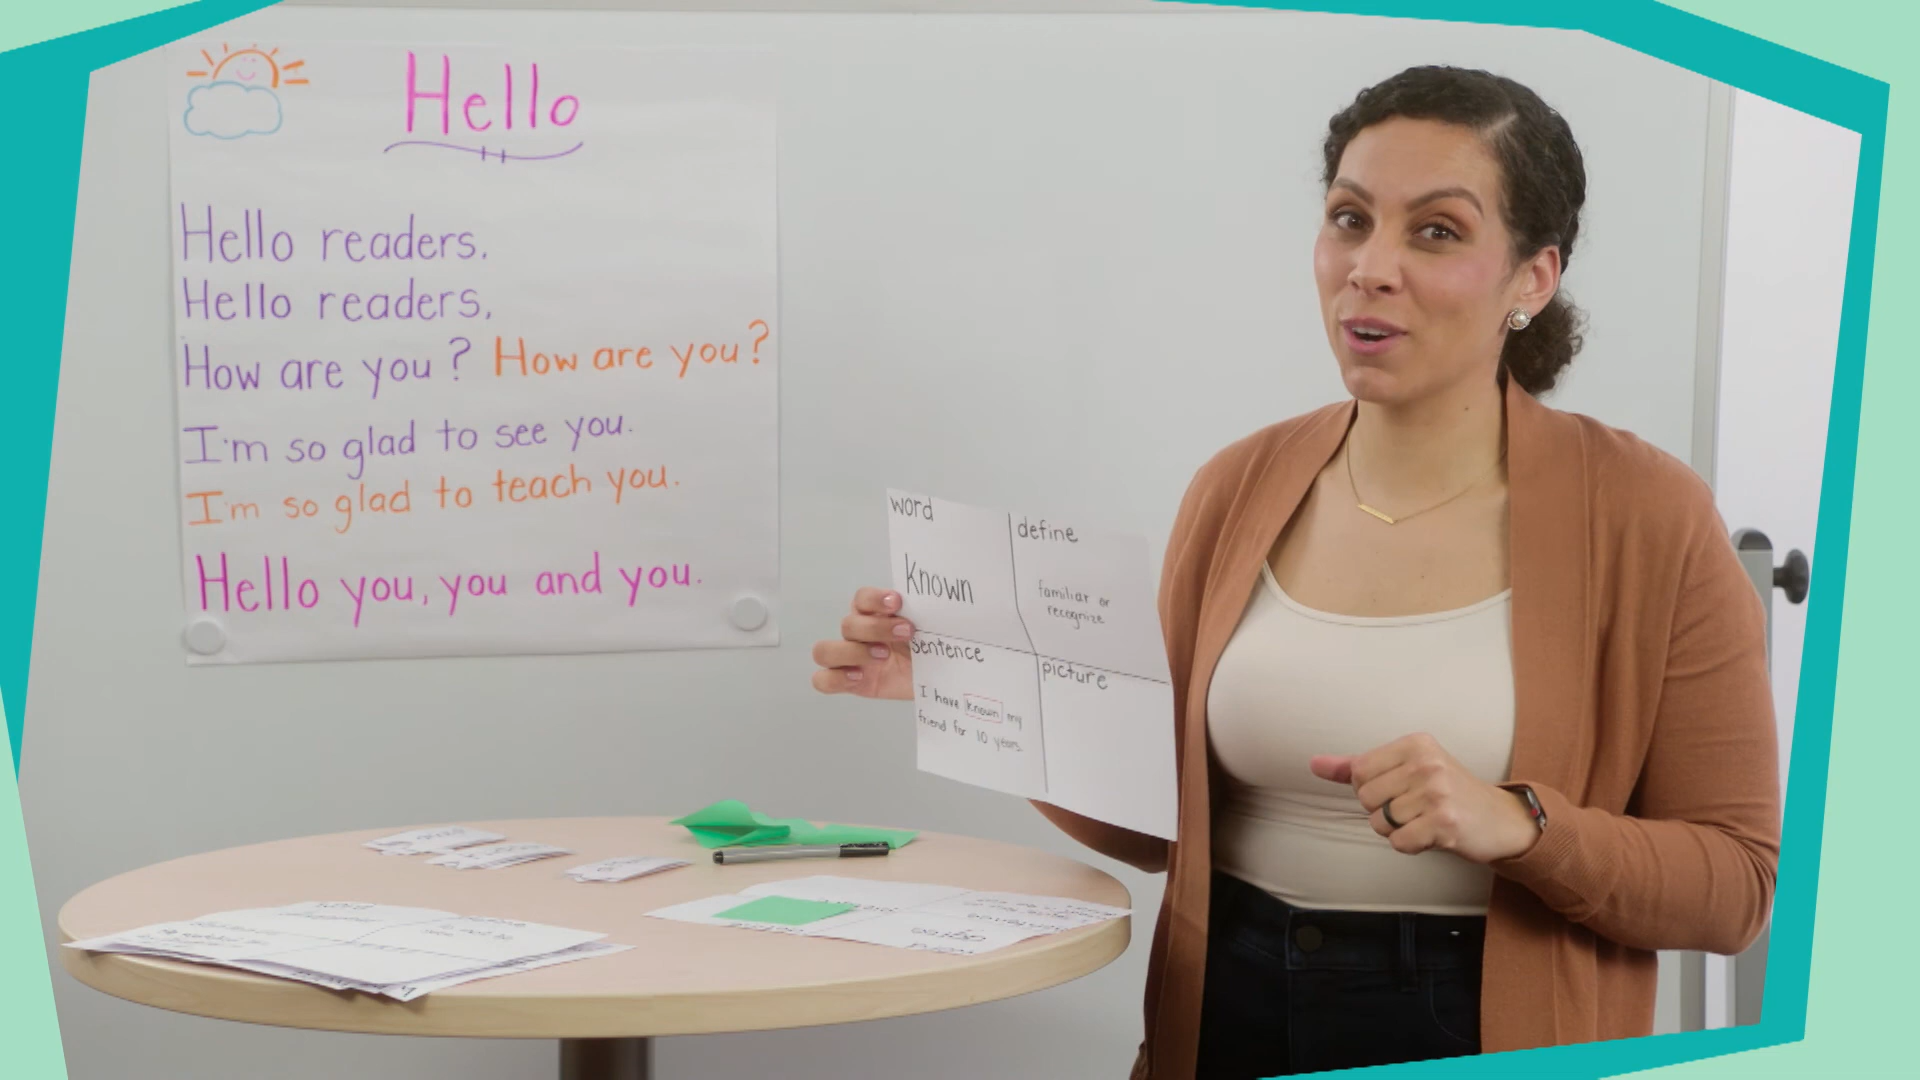 Hello
Hello readers.
Hello readers.
How are you? How are you?
I'm so glad to see you.
I'm so glad to teach you.
Hello you, you and you.
word
Known
define
familiar or
recognize
sentence
I have known my
friend for 10 years.
picture